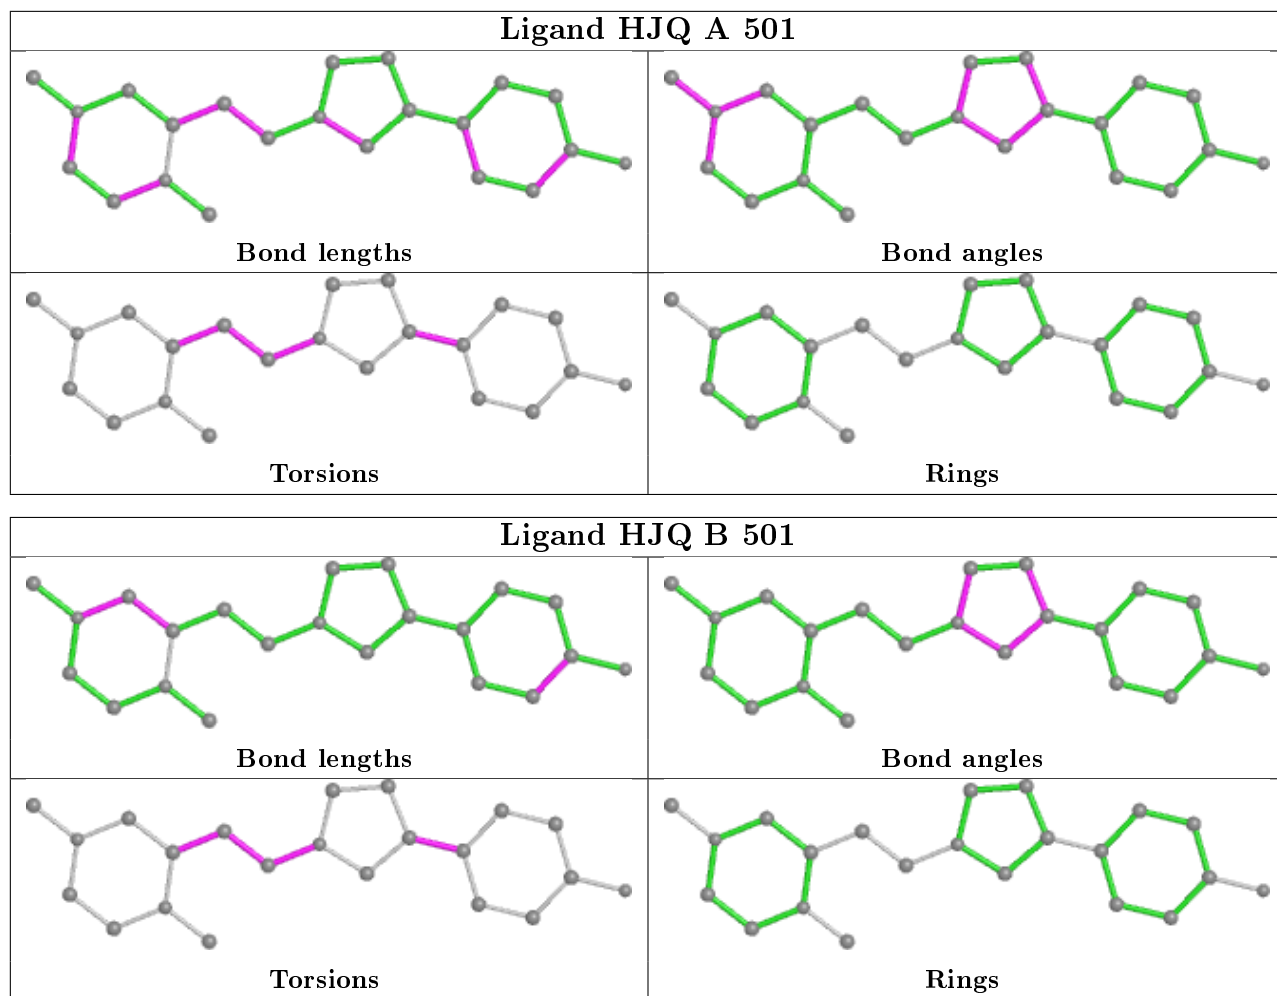 Ligand HJQ A 501
Bond lengths
Bond angles
Torsions
Rings
Ligand HJQ B 501
Bond lengths
Bond angles
Torsions
Rings